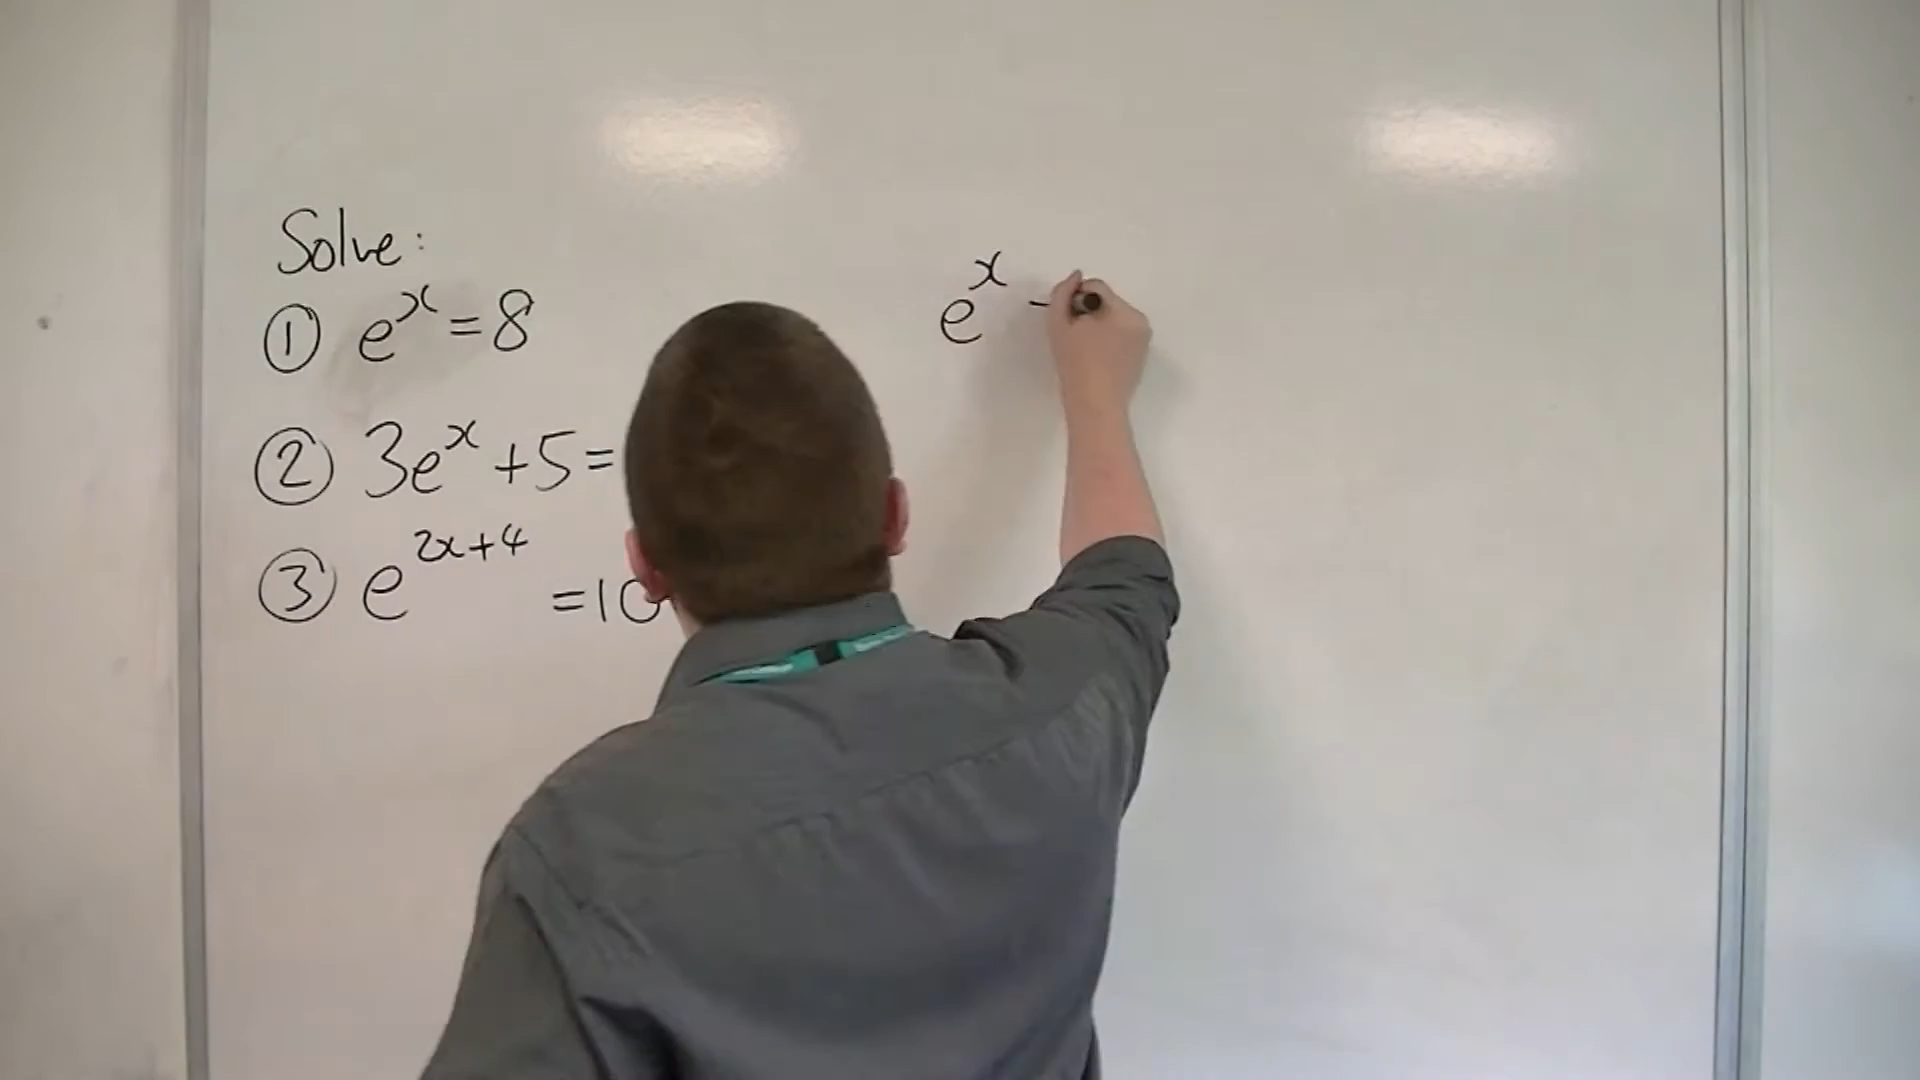 Solve:
① e^x = 8
② 3e^x + 5 =
③ e^{2x+4} = 10
e^x -